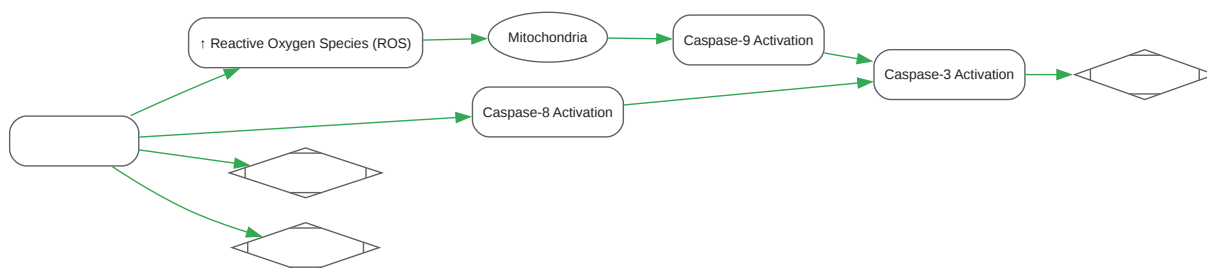 ↑ Reactive Oxygen Species (ROS)
Mitochondria
Caspase-9 Activation
Caspase-3 Activation
Caspase-8 Activation